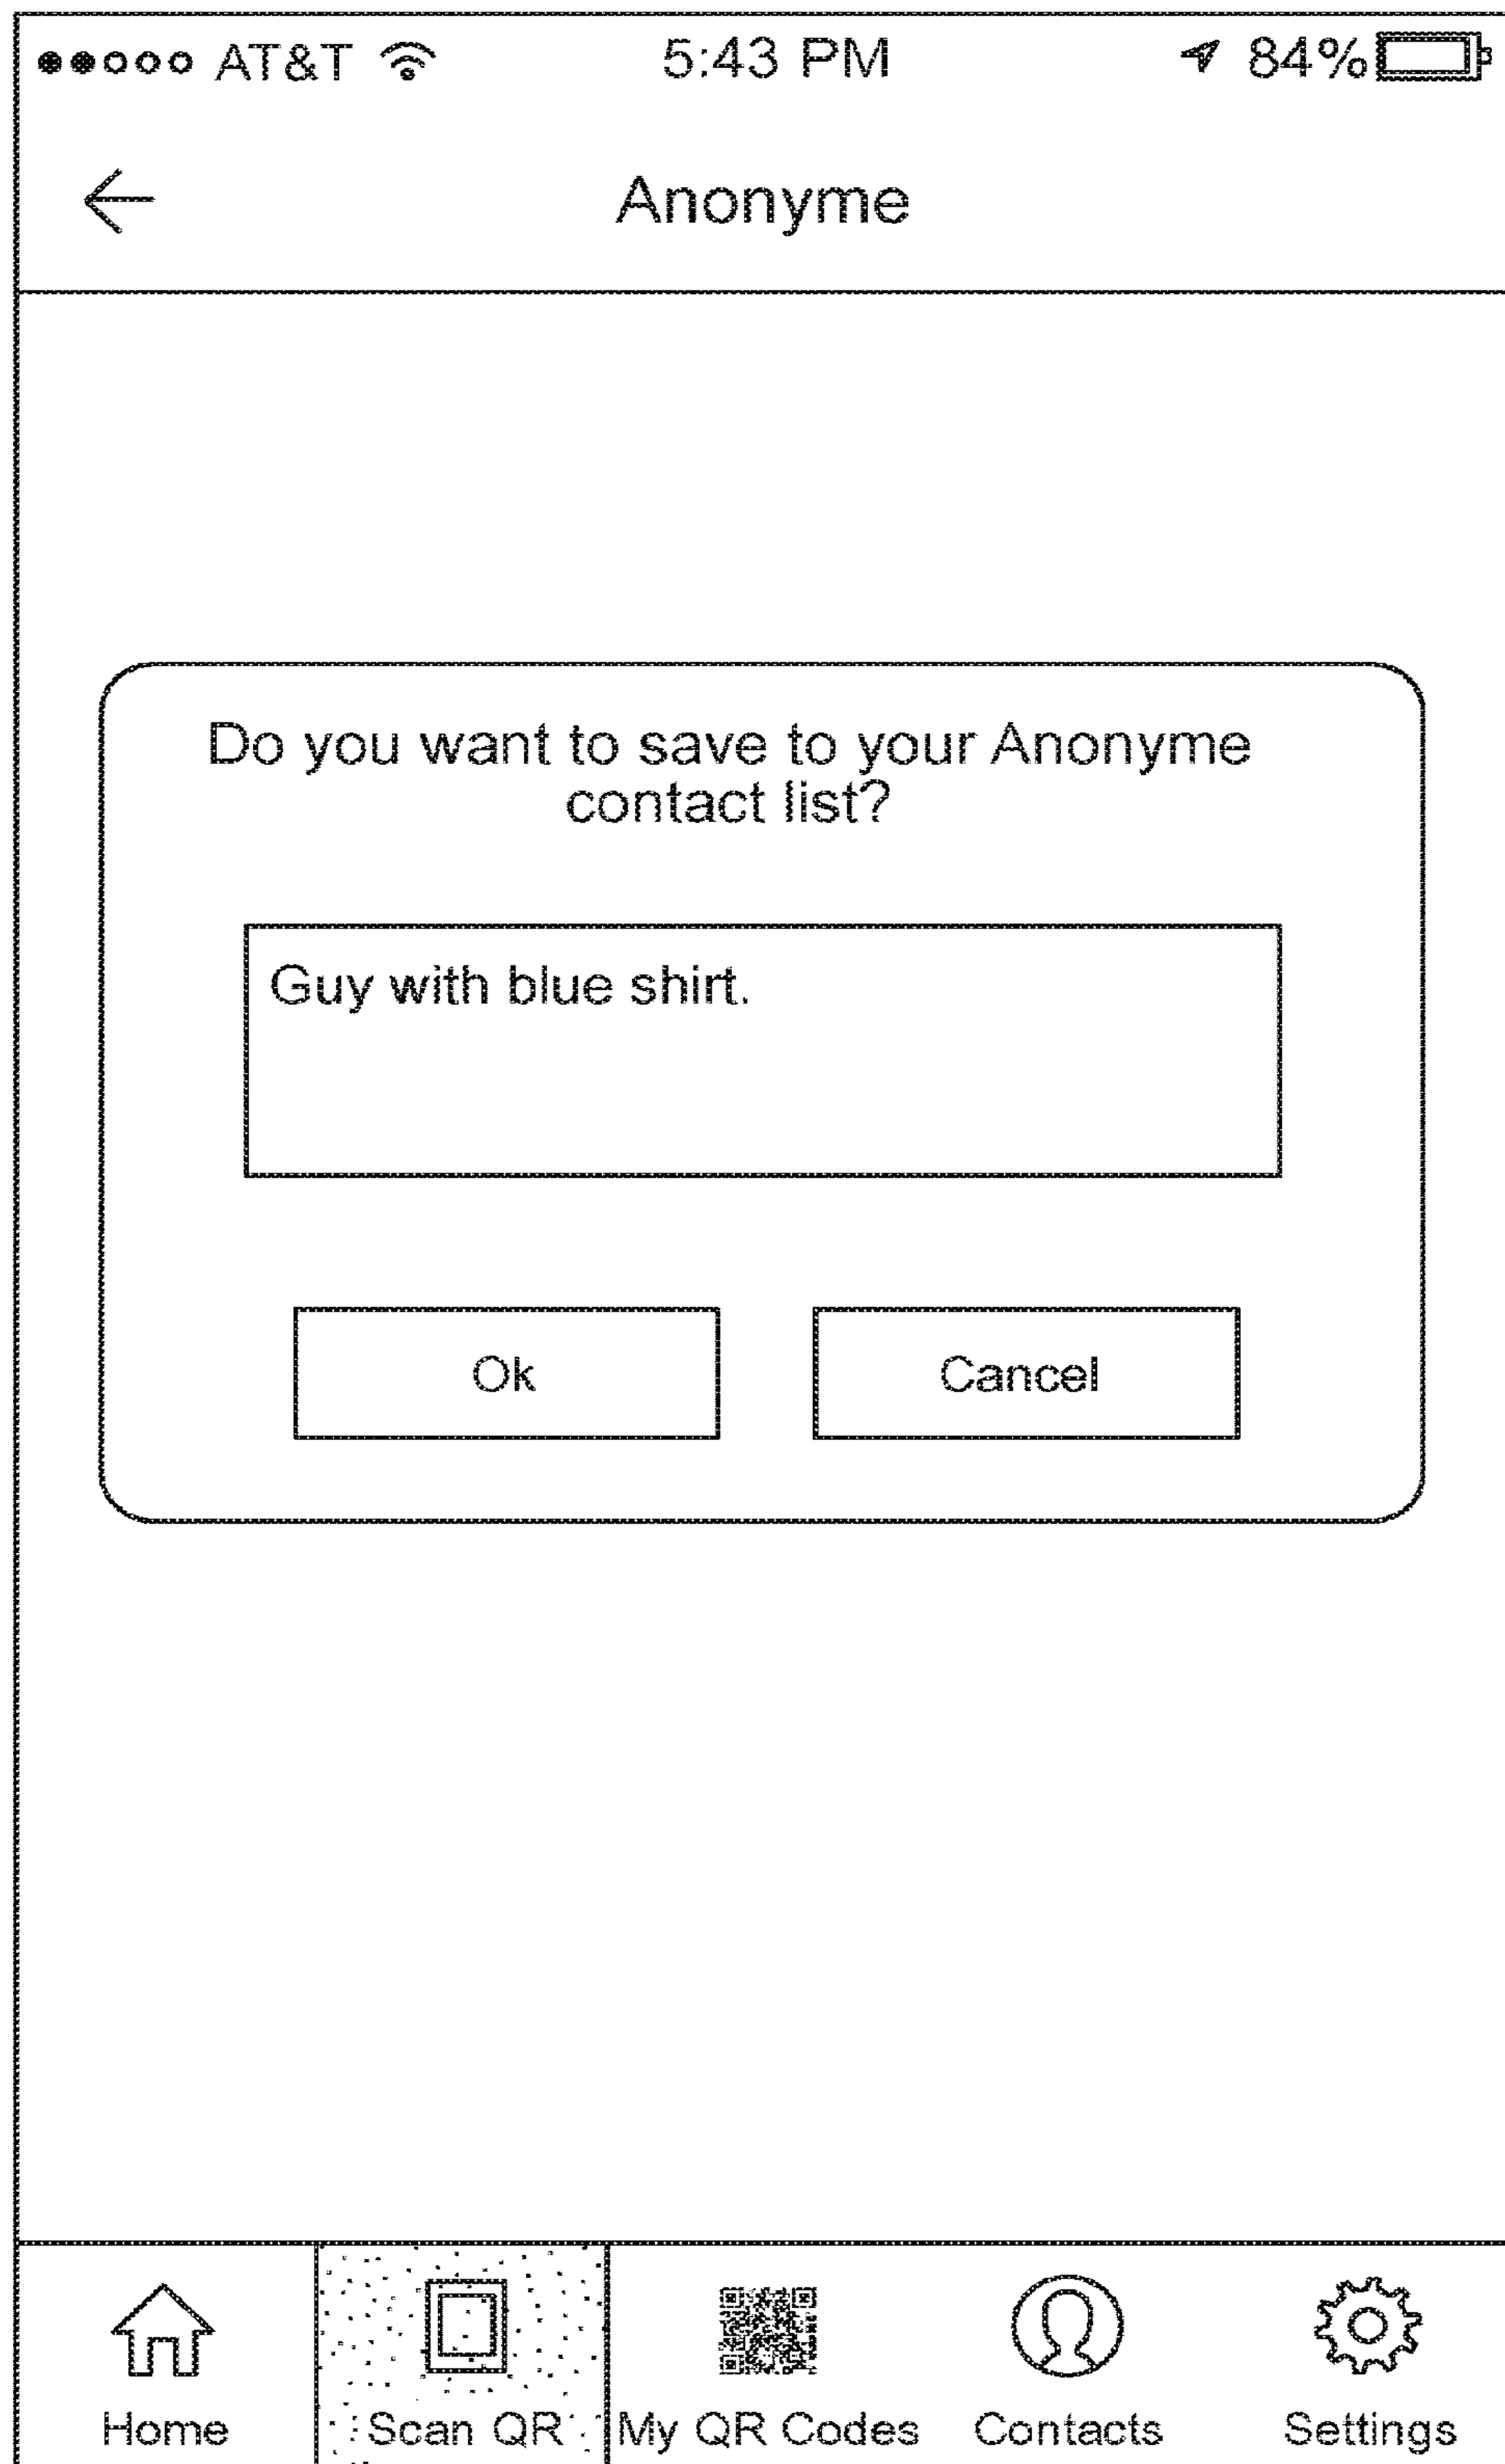 AT&T 5:43 PM 84%
Anonyme
Do you want to save to your Anonyme
contact list?
Guy with blue shirt.
Ok Cancel
Home Scan QR My QR Codes Contacts Settings